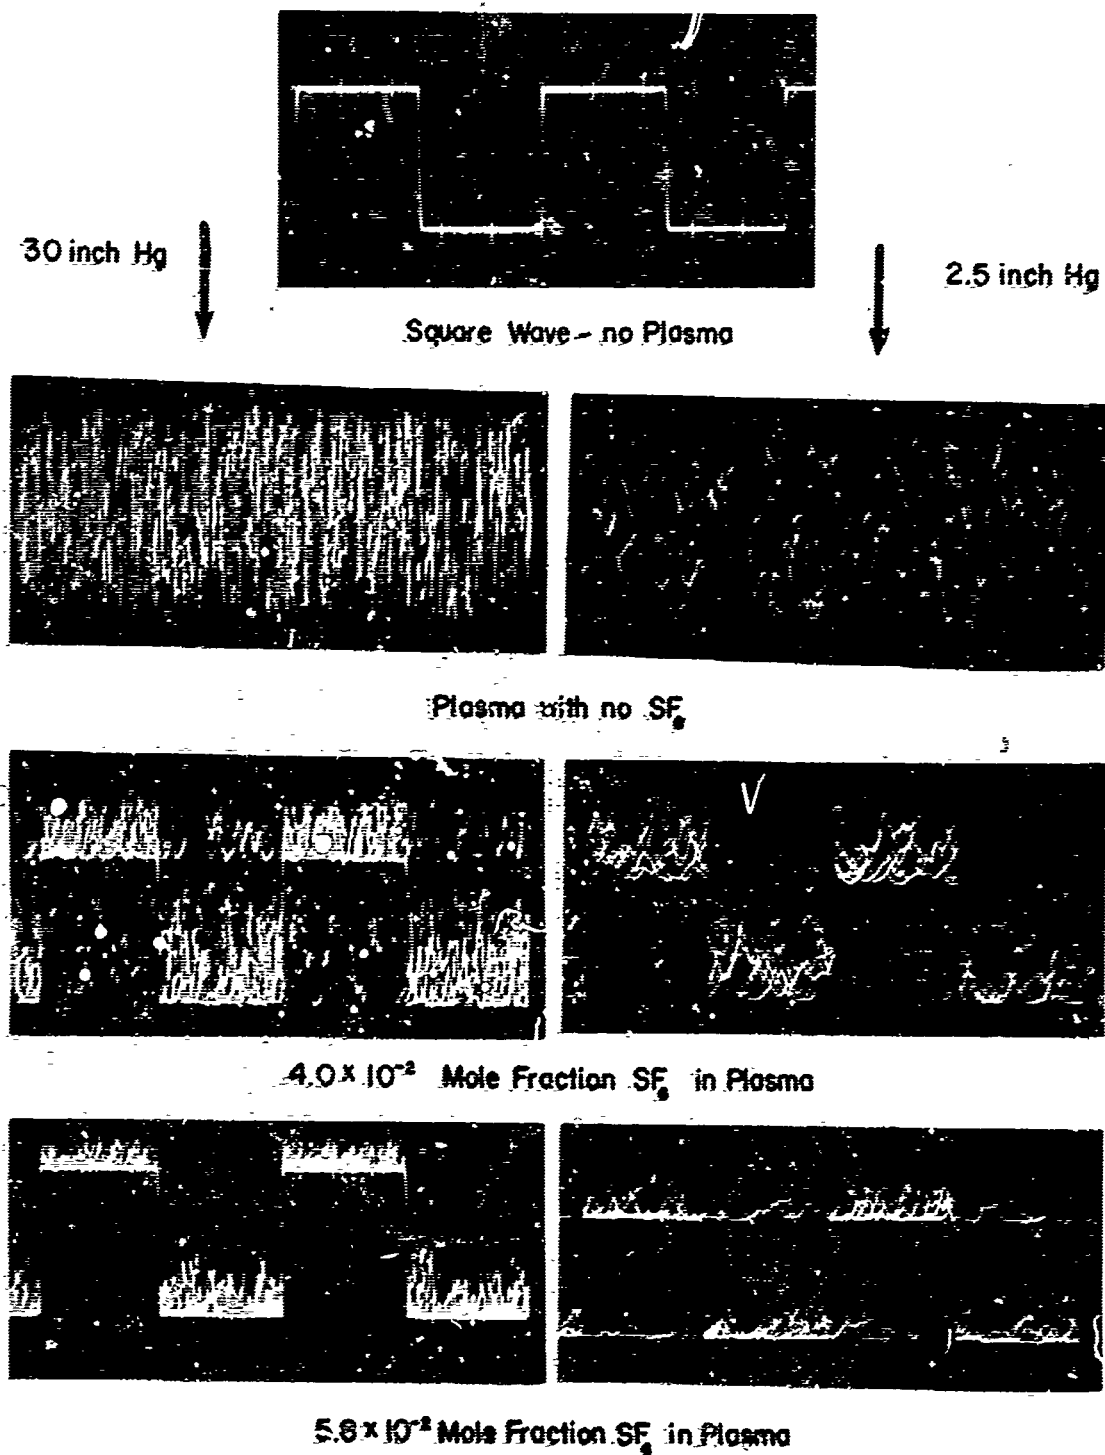 30 inch Hg
2.5 inch Hg
Square Wave – no Plasma
Plasma with no SF₆
4.0 × 10⁻² Mole Fraction SF₆ in Plasma
5.8 × 10⁻² Mole Fraction SF₆ in Plasma